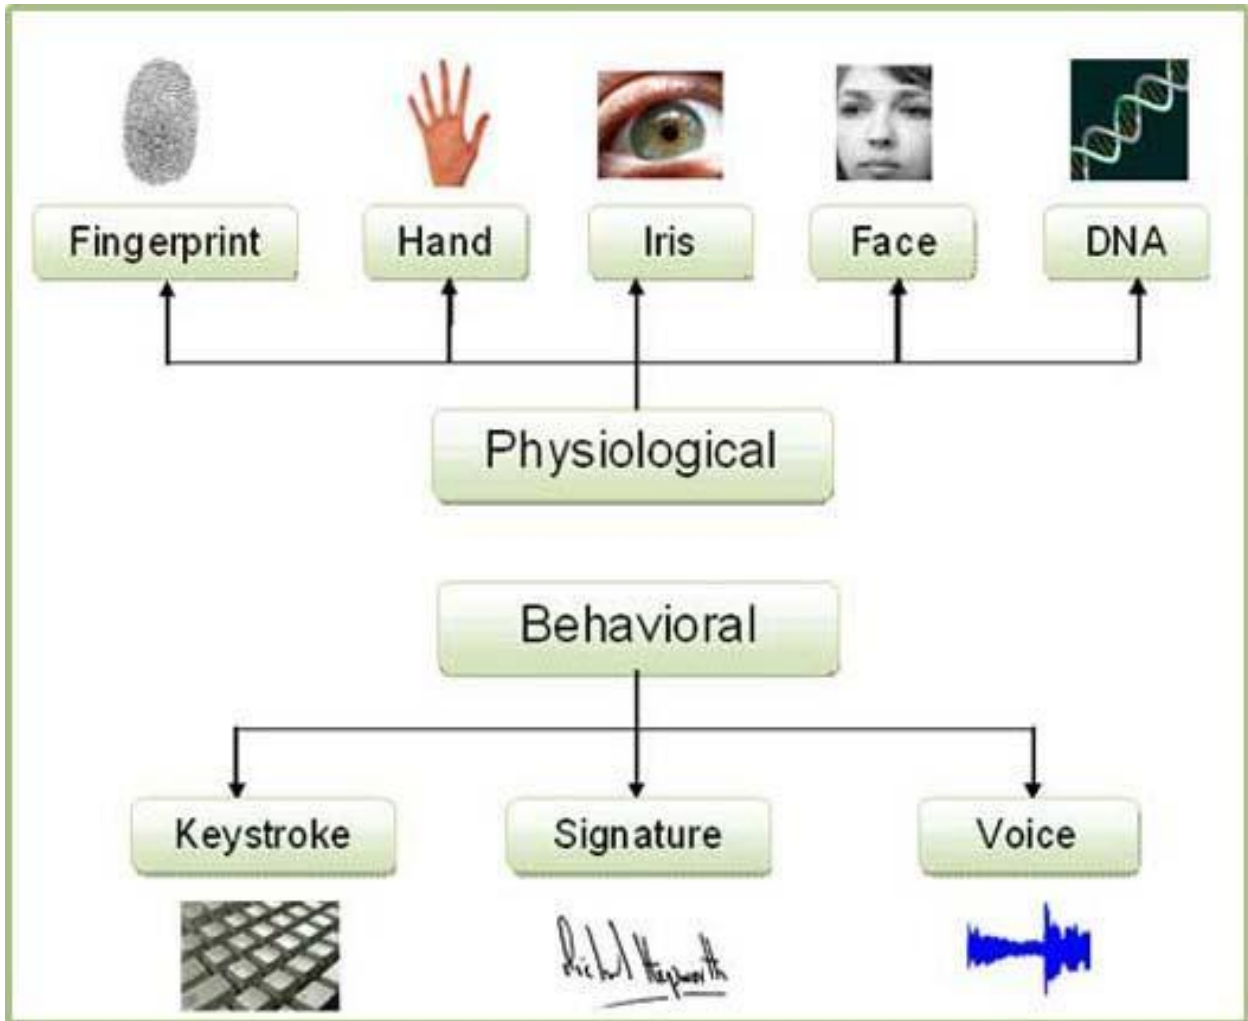 Fingerprint
Hand
Iris
Face
DNA
Physiological
Behavioral
Keystroke
Signature
Voice